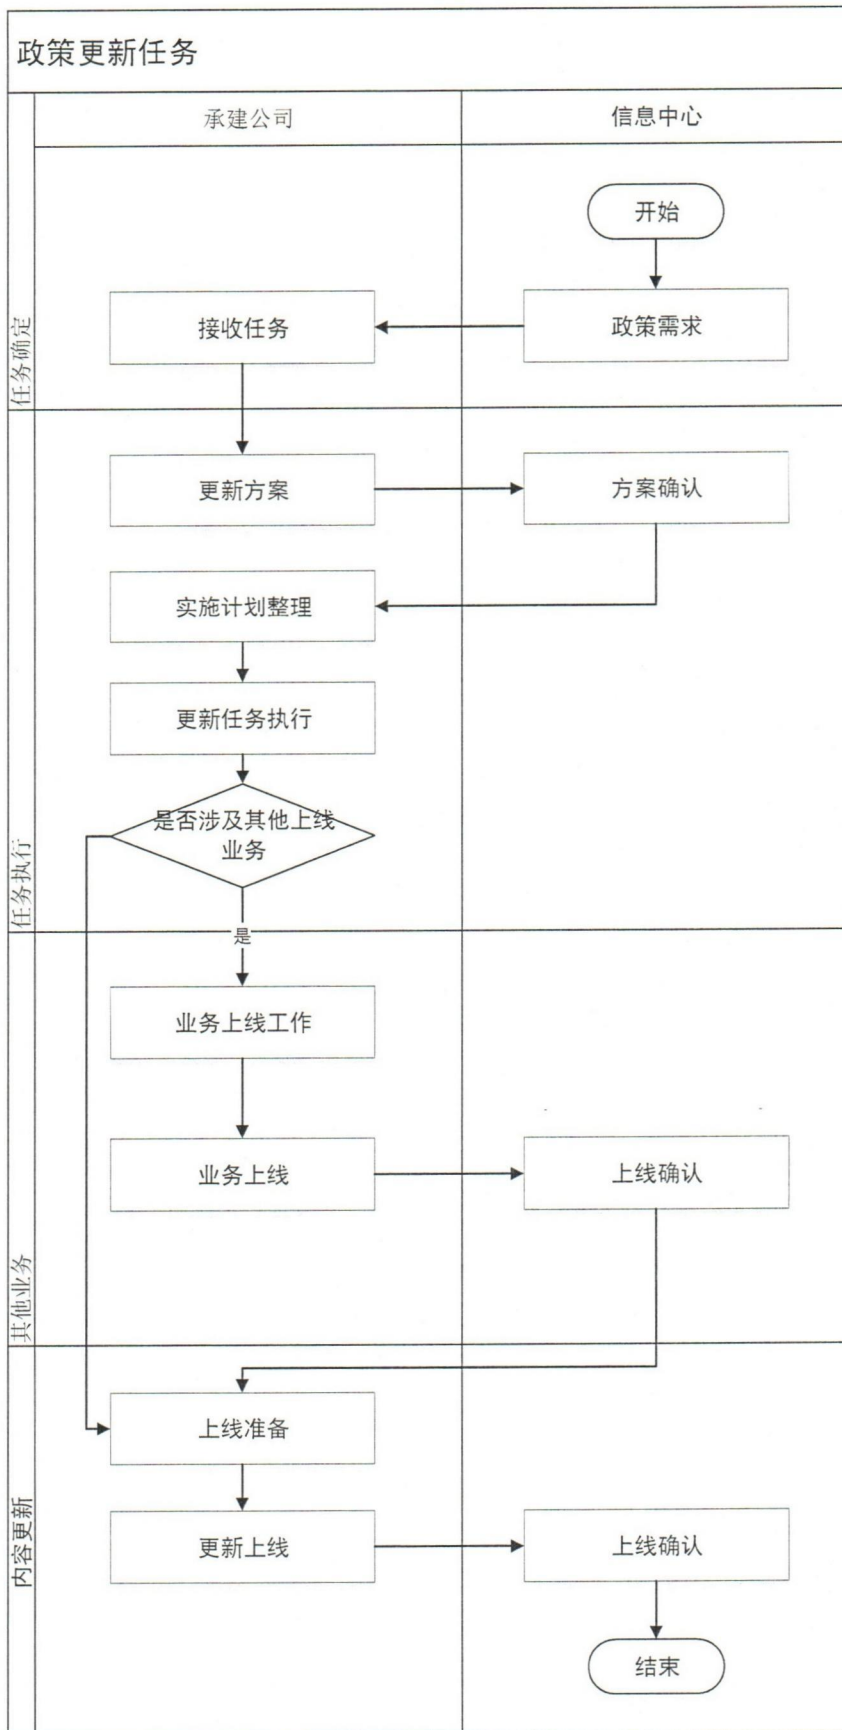 政策更新任务
承建公司
信息中心
任务确定
开始
接收任务
政策需求
任务执行
更新方案
方案确认
实施计划整理
更新任务执行
是否涉及其他上线
业务
是
其他业务
业务上线工作
业务上线
上线确认
内容更新
上线准备
更新上线
上线确认
结束